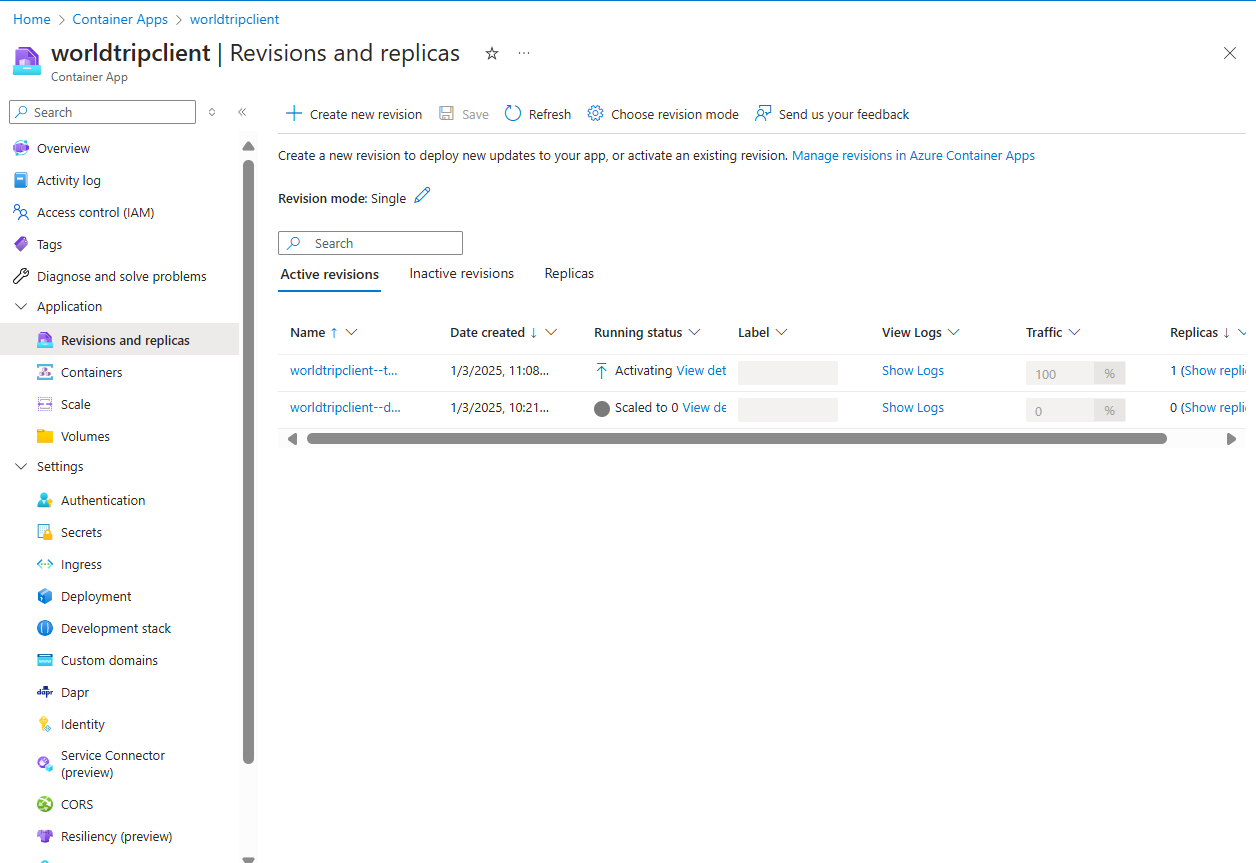 Home > Container Apps > worldtripclient
worldtripclient | Revisions and replicas
Container App
Search
Create new revision Save Refresh Choose revision mode Send us your feedback
Overview
Activity log
Access control (IAM)
Tags
Diagnose and solve problems
Application
Revisions and replicas
Containers
Scale
Volumes
Settings
Authentication
Secrets
Ingress
Deployment
Development stack
Custom domains
dapr Dapr
Identity
Service Connector
(preview)
CORS
Resiliency (preview)
Create a new revision to deploy new updates to your app, or activate an existing revision. Manage revisions in Azure Container Apps
Revision mode: Single
Search
Active revisions Inactive revisions Replicas
Name ↑ Date created ↓ Running status Label View Logs Traffic Replicas ↓
worldtripclient--t... 1/3/2025, 11:08... Activating View det Show Logs 100 % 1 (Show repli
worldtripclient--d... 1/3/2025, 10:21... Scaled to 0 View de Show Logs 0 % 0 (Show repli